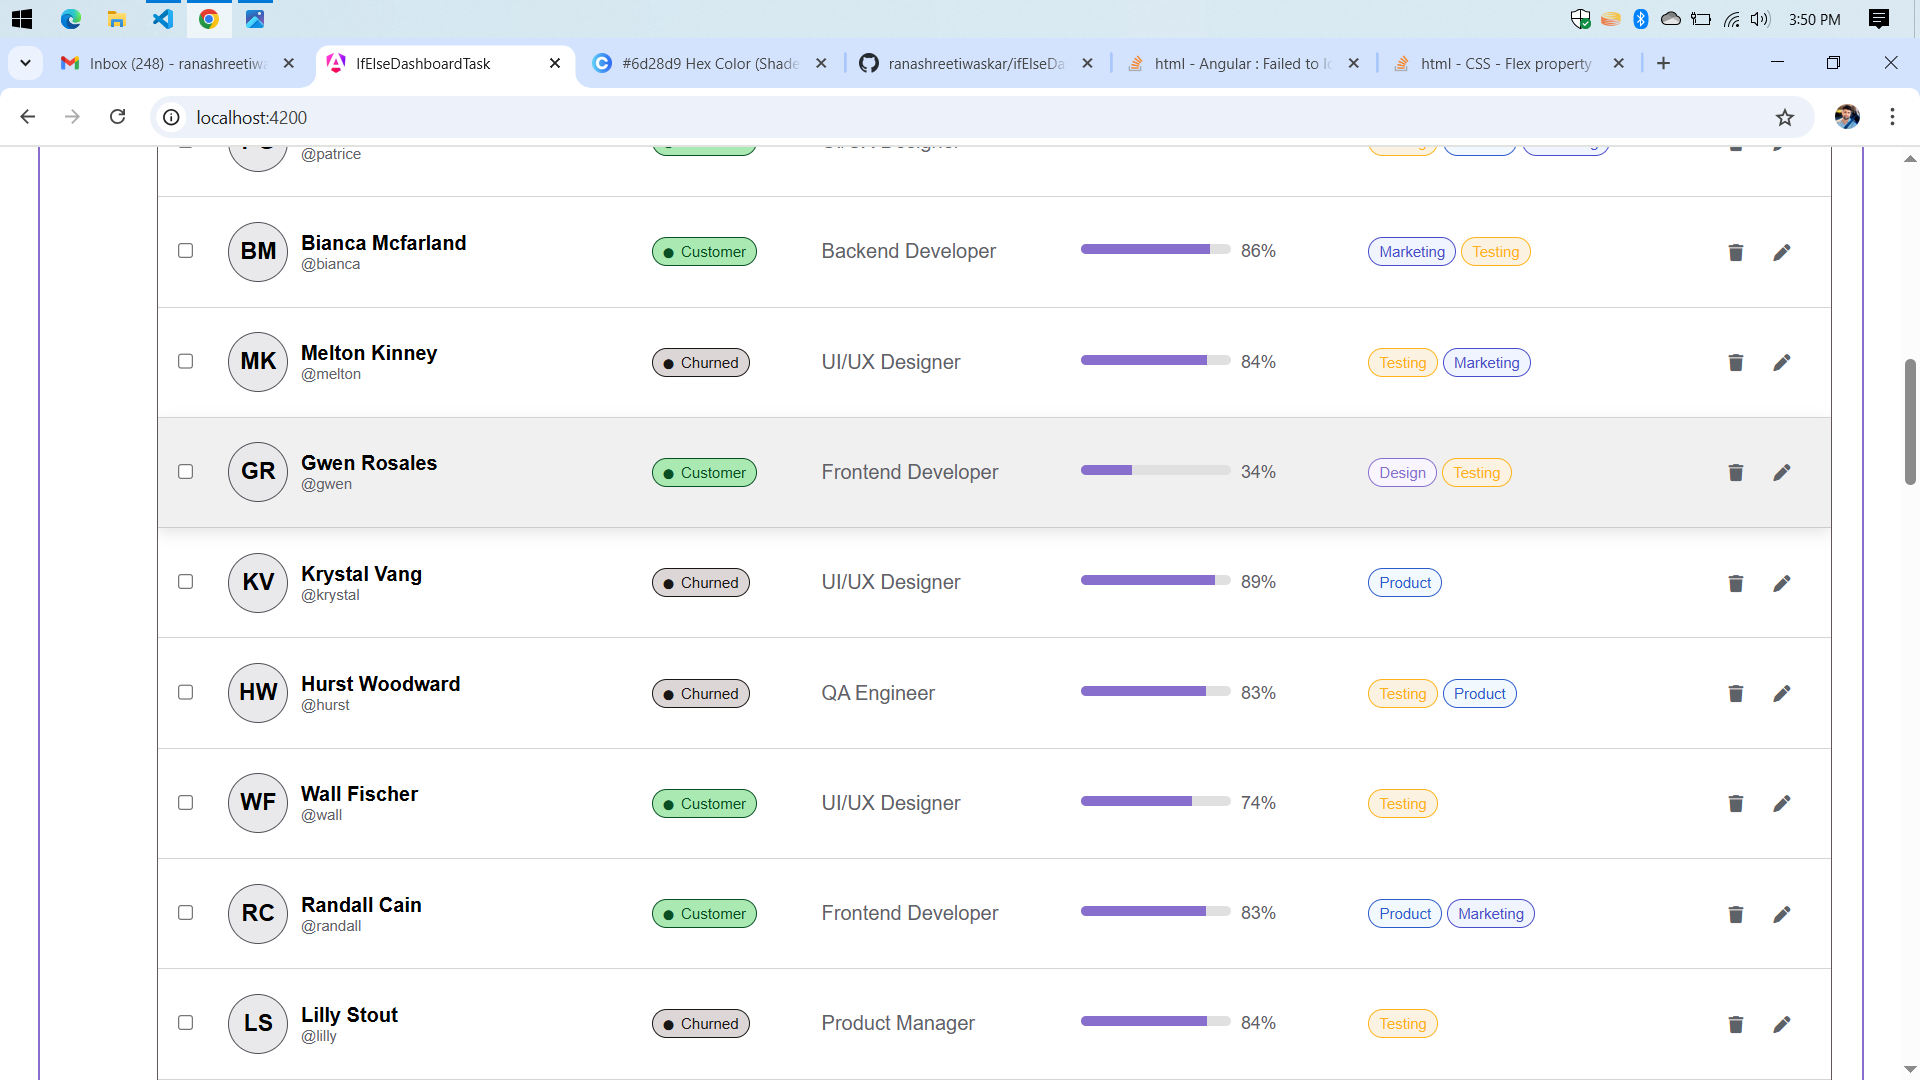 3:50 PM
Inbox (248) - ranashreetiwa
IfElseDashboardTask
#6d28d9 Hex Color (Shade
ranashreetiwaskar/ifElseDa
html - Angular : Failed to lo
html - CSS - Flex property
localhost:4200
@patrice
BM Bianca Mcfarland Customer Backend Developer 86% Marketing Testing
@bianca
MK Melton Kinney Churned UI/UX Designer 84% Testing Marketing
@melton
GR Gwen Rosales Customer Frontend Developer 34% Design Testing
@gwen
KV Krystal Vang Churned UI/UX Designer 89% Product
@krystal
HW Hurst Woodward Churned QA Engineer 83% Testing Product
@hurst
WF Wall Fischer Customer UI/UX Designer 74% Testing
@wall
RC Randall Cain Customer Frontend Developer 83% Product Marketing
@randall
LS Lilly Stout Churned Product Manager 84% Testing
@lilly